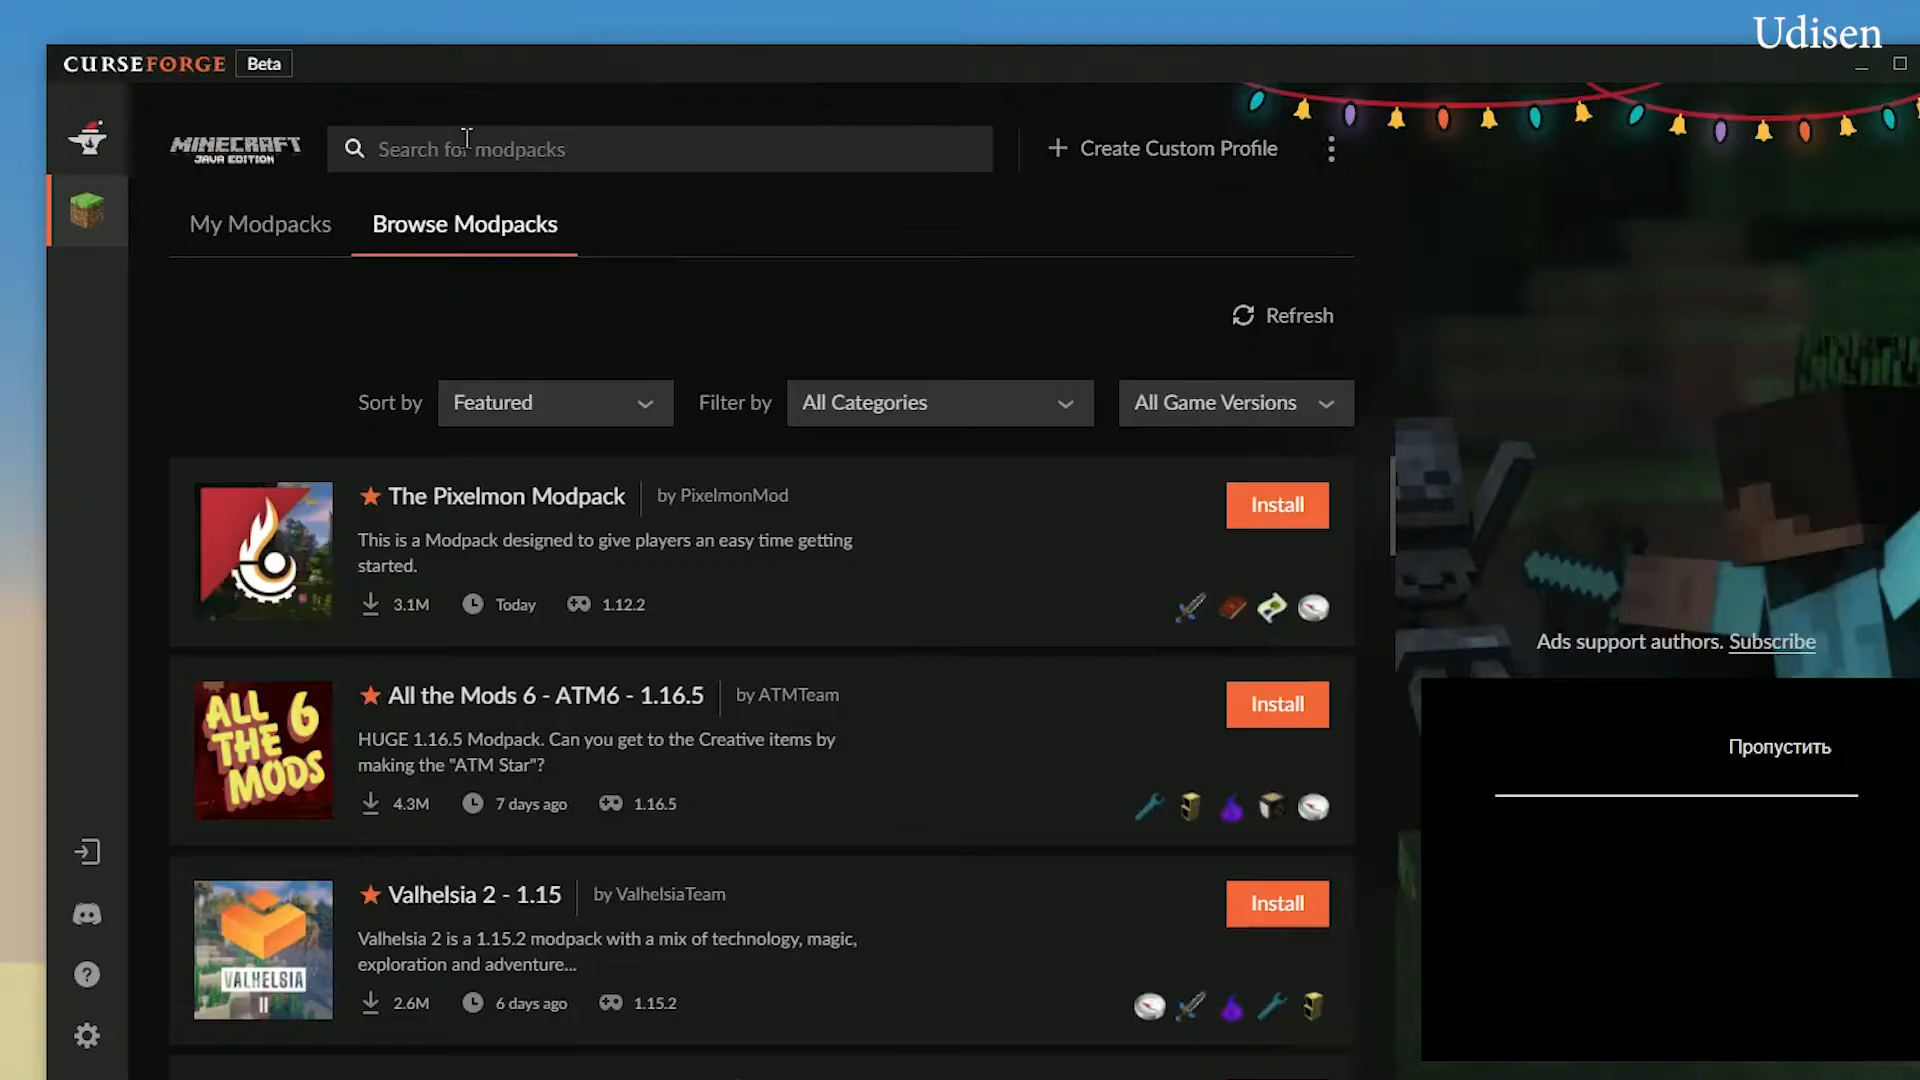 Udisen
CURSEFORGE Beta
MINECRAFT
JAVA EDITION
Search for modpacks
Create Custom Profile
My Modpacks
Browse Modpacks
Refresh
Sort by
Featured
Filter by
All Categories
All Game Versions
The Pixelmon Modpack
by PixelmonMod
Install
This is a Modpack designed to give players an easy time getting
started.
3.1M
Today
1.12.2
ALL
THE 6
MODS
All the Mods 6 - ATM6 - 1.16.5
by ATMTeam
Install
HUGE 1.16.5 Modpack. Can you get to the Creative items by
making the "ATM Star"?
4.3M
7 days ago
1.16.5
VALHELSIA
II
Valhelsia 2 - 1.15
by ValhelsiaTeam
Install
Valhelsia 2 is a 1.15.2 modpack with a mix of technology, magic,
exploration and adventure...
2.6M
6 days ago
1.15.2
Ads support authors. Subscribe
Пропустить